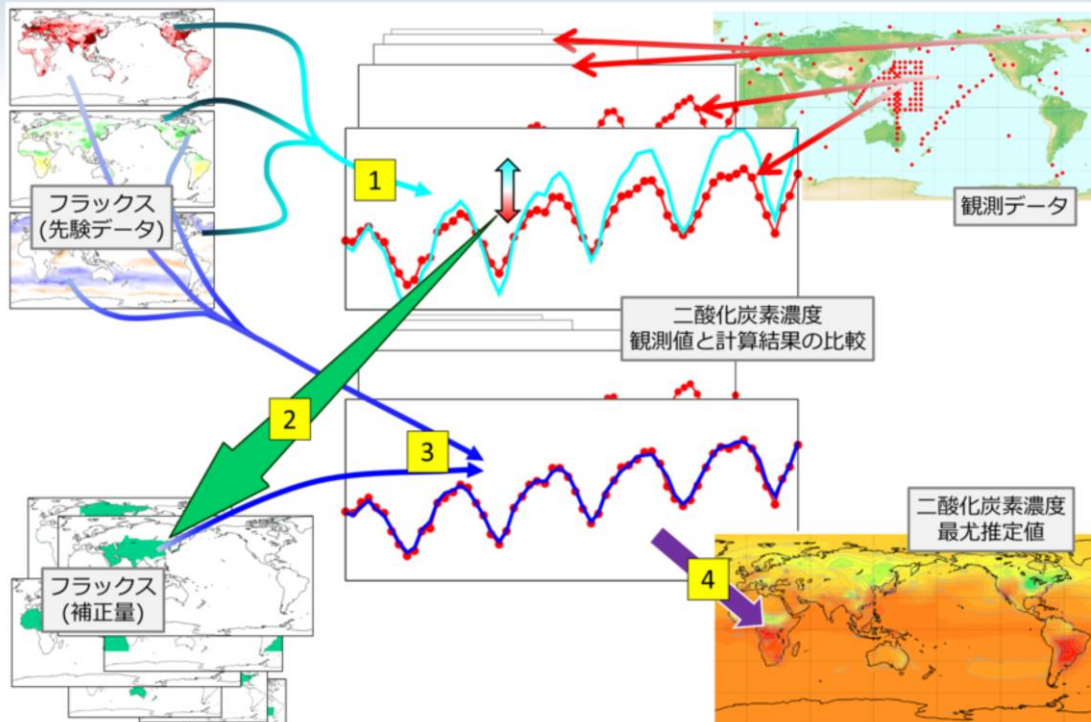 1
フラックス
(先験データ)
観測データ
二酸化炭素濃度
観測値と計算結果の比較
2
3
二酸化炭素濃度
最尤推定値
4
フラックス
(補正量)